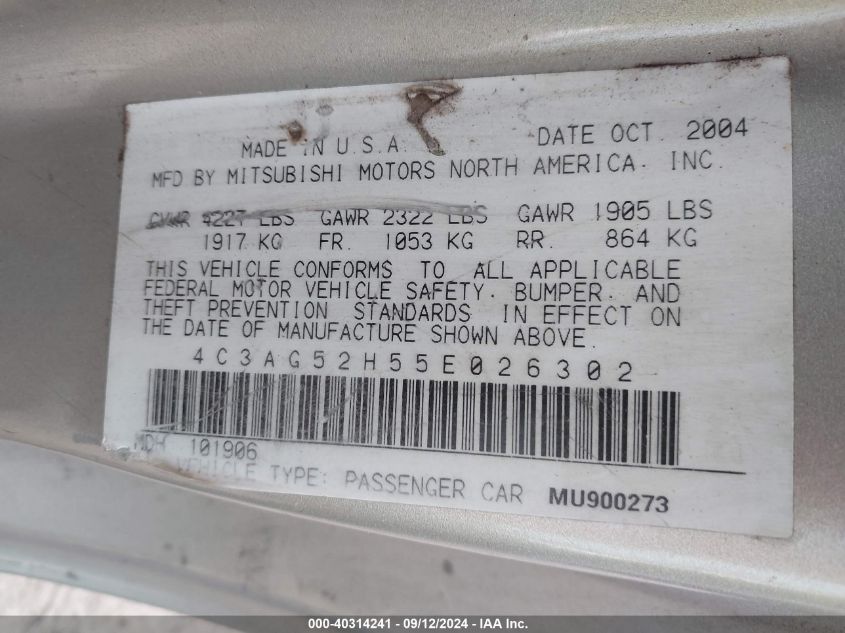 MADE IN U.S.A. DATE OCT. 2004
MFD BY MITSUBISHI MOTORS NORTH AMERICA. INC.
GVWR 4227 LBS GAWR 2322 LBS GAWR 1905 LBS
1917 KG FR. 1053 KG RR. 864 KG
THIS VEHICLE CONFORMS TO ALL APPLICABLE
FEDERAL MOTOR VEHICLE SAFETY. BUMPER. AND
THEFT PREVENTION STANDARDS IN EFFECT ON
THE DATE OF MANUFACTURE SHOWN ABOVE.
4C3AG52H55E026302
MDH 101906
VEHICLE TYPE: PASSENGER CAR MU900273
000-40314241 - 09/12/2024 - IAA Inc.